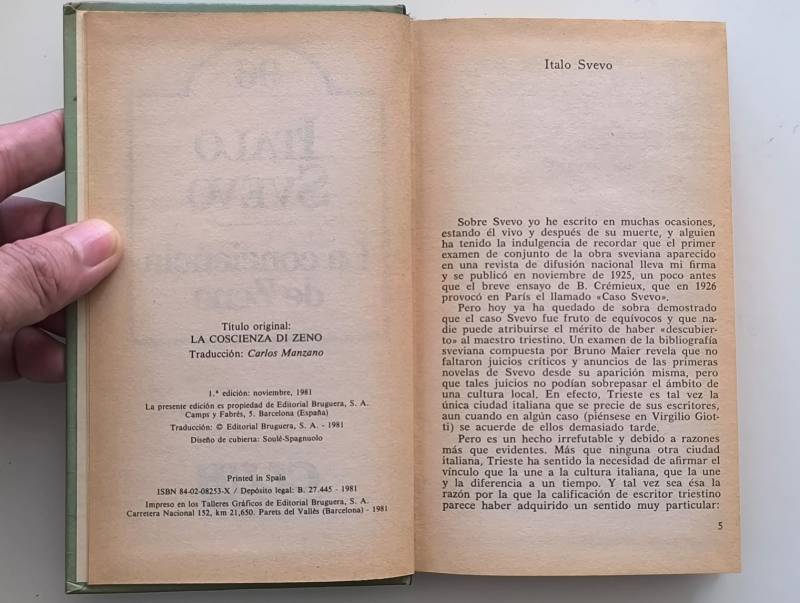 Título original:
LA COSCIENZA DI ZENO
Traducción: Carlos Manzano
1.ª edición: noviembre, 1981
La presente edición es propiedad de Editorial Bruguera, S. A.
Camps y Fabrés, 5. Barcelona (España)
Traducción: © Editorial Bruguera, S. A. - 1981
Diseño de cubierta: Soulé-Spagnuolo
Printed in Spain
ISBN 84-02-08253-X / Depósito legal: B. 27.445 - 1981
Impreso en los Talleres Gráficos de Editorial Bruguera, S. A.
Carretera Nacional 152, km 21,650. Parets del Vallès (Barcelona) - 1981
Italo Svevo
Sobre Svevo yo he escrito en muchas ocasiones,
estando él vivo y después de su muerte, y alguien
ha tenido la indulgencia de recordar que el primer
examen de conjunto de la obra sveviana aparecido
en una revista de difusión nacional lleva mi firma
y se publicó en noviembre de 1925, un poco antes
que el breve ensayo de B. Crémieux, que en 1926
provocó en París el llamado «Caso Svevo».
Pero hoy ya ha quedado de sobra demostrado
que el caso Svevo fue fruto de equívocos y que na-
die puede atribuirse el mérito de haber «descubier-
to» al maestro triestino. Un examen de la bibliografía
sveviana compuesta por Bruno Maier revela que no
faltaron juicios críticos y anuncios de las primeras
novelas de Svevo desde su aparición misma, pero
que tales juicios no podían sobrepasar el ámbito de
una cultura local. En efecto, Trieste es tal vez la
única ciudad italiana que se precie de sus escritores,
aun cuando en algún caso (piénsese en Virgilio Giot-
ti) se acuerde de ellos demasiado tarde.
Pero es un hecho irrefutable y debido a razones
más que evidentes. Más que ninguna otra ciudad
italiana, Trieste ha sentido la necesidad de afirmar el
vínculo que la une a la cultura italiana, que la une
y la diferencia a un tiempo. Y tal vez sea ésa la
razón por la que la calificación de escritor triestino
parece haber adquirido un sentido muy particular:
5